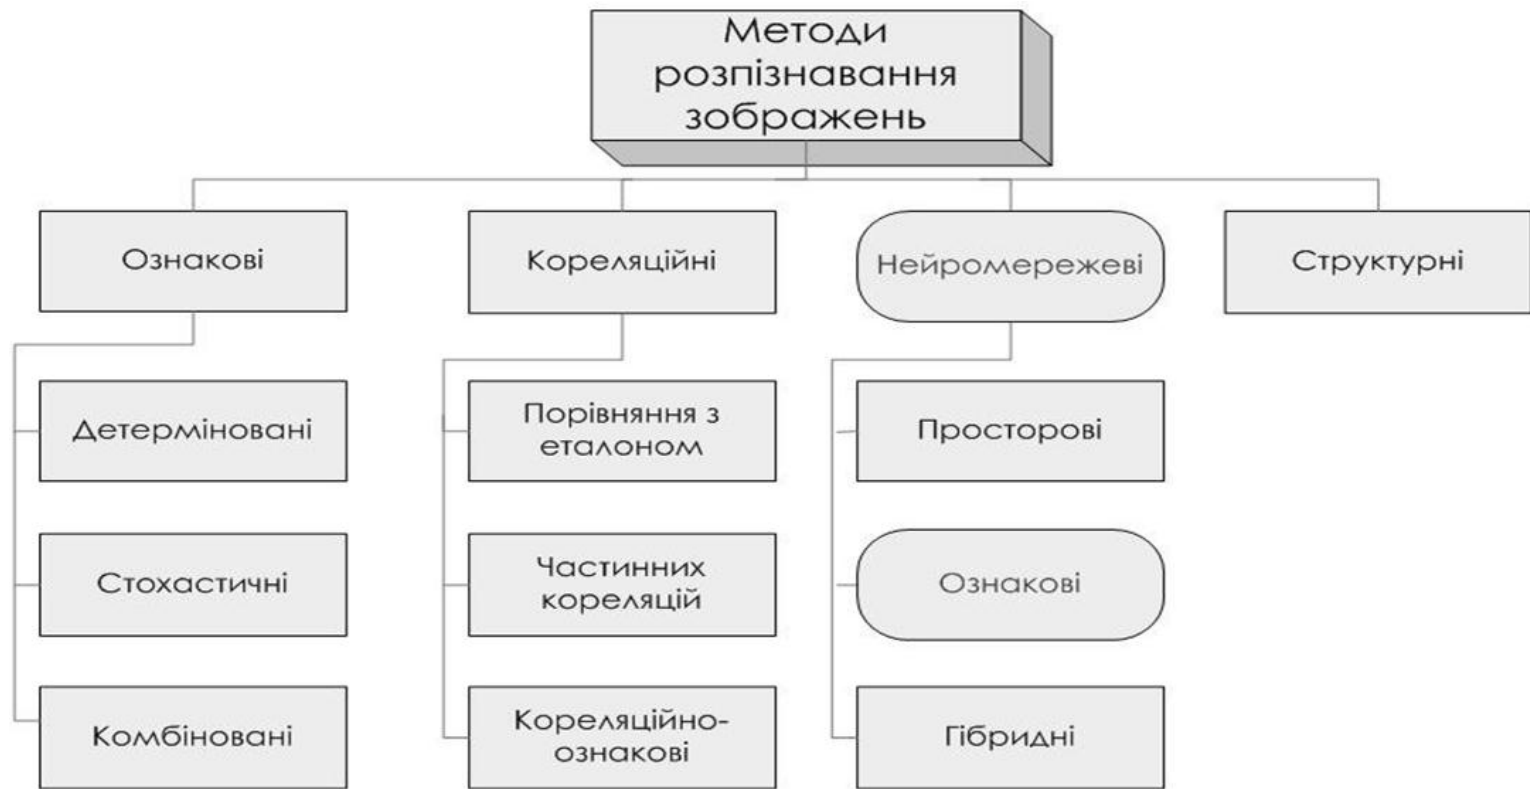 Методи
розпізнавання
зображень
Ознакові
Кореляційні
Нейромережеві
Структурні
Детерміновані
Порівняння з
еталоном
Просторові
Стохастичні
Частинних
кореляцій
Ознакові
Комбіновані
Кореляційно-
ознакові
Гібридні